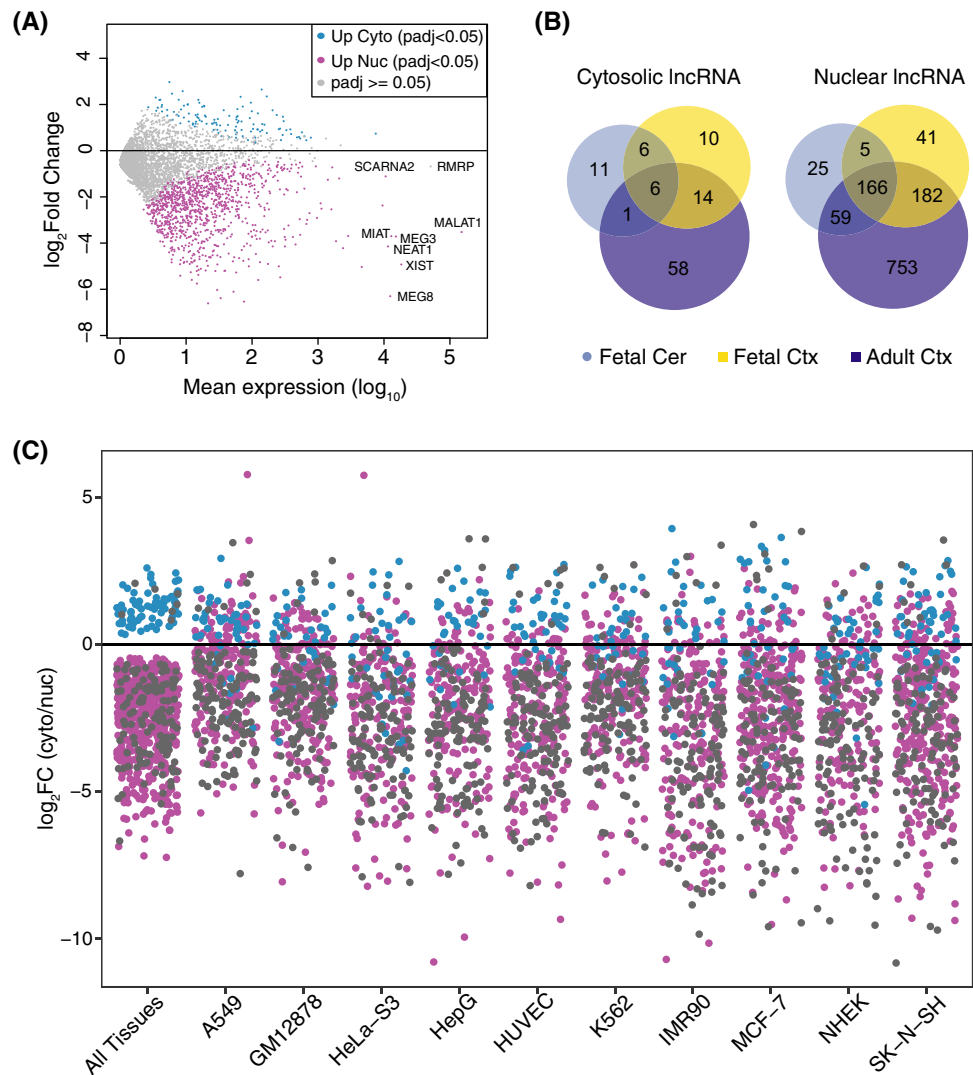 (A)
Up Cyto (padj<0.05)
Up Nuc (padj<0.05)
padj >= 0.05)
log2Fold Change
4
2
0
−2
−4
−6
−8
SCARNA2
RMRP
MALAT1
MIAT
MEG3
NEAT1
XIST
MEG8
0 1 2 3 4 5
Mean expression (log10)
(B)
Cytosolic lncRNA
Nuclear lncRNA
11 6 10
6
1 14
58
25 5 41
166
59 182
753
Fetal Cer Fetal Ctx Adult Ctx
(C)
log2FC (cyto/nuc)
5
0
−5
−10
All Tissues
A549
GM12878
HeLa−S3
HepG
HUVEC
K562
IMR90
MCF−7
NHEK
SK−N−SH